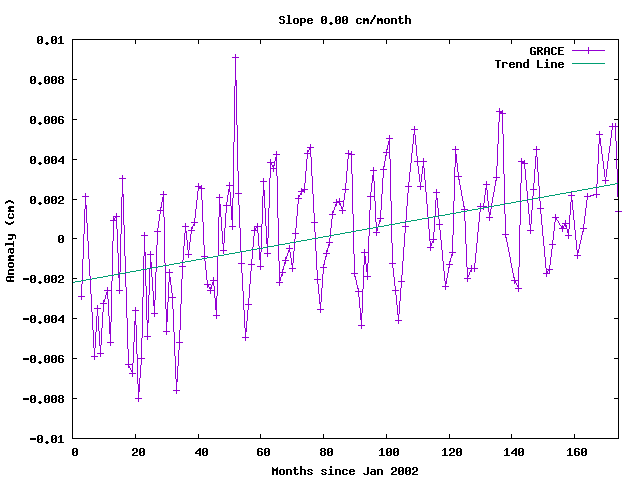 Slope 0.00 cm/month
GRACE
Trend Line
0.01
0.008
0.006
0.004
0.002
0
-0.002
-0.004
-0.006
-0.008
-0.01
Anomaly (cm)
0 20 40 60 80 100 120 140 160
Months since Jan 2002